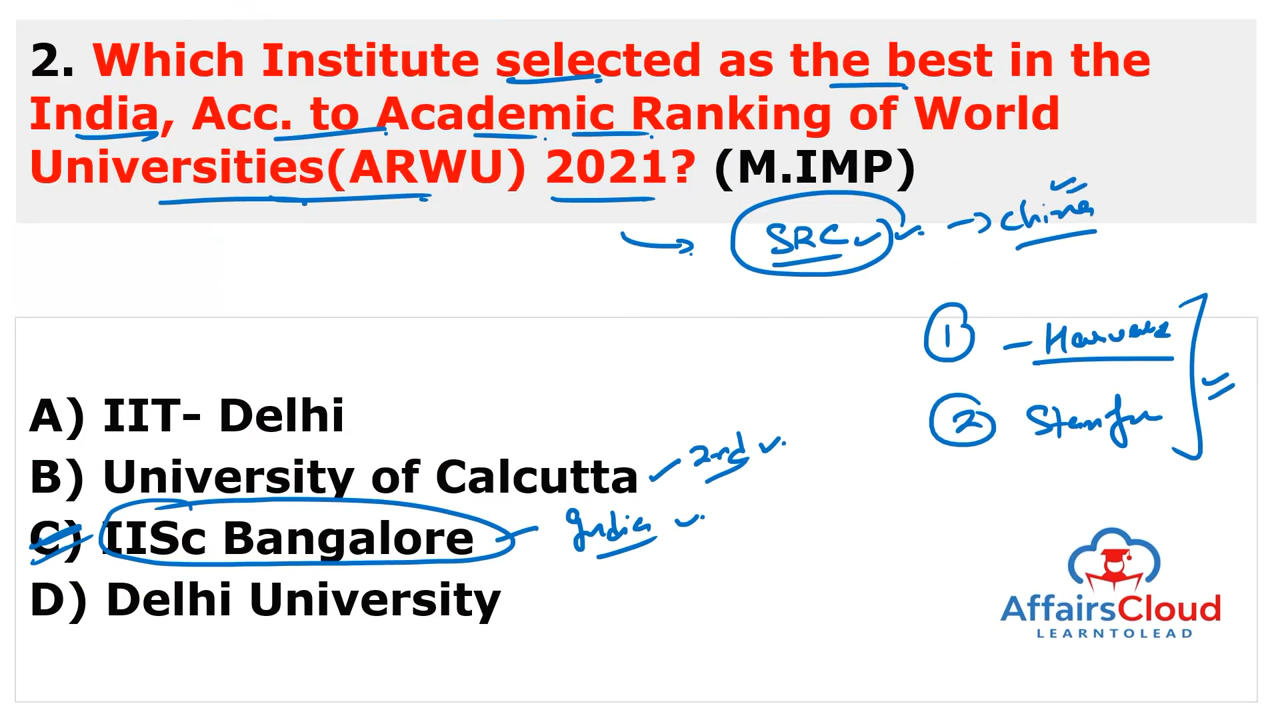 2. Which Institute selected as the best in the
India, Acc. to Academic Ranking of World
Universities(ARWU) 2021? (M.IMP)
SRC → China
1 - Harvard
2 Stanfor
A) IIT- Delhi
B) University of Calcutta - 2nd
C) IISc Bangalore - India
D) Delhi University
AffairsCloud
LEARNTOLEAD